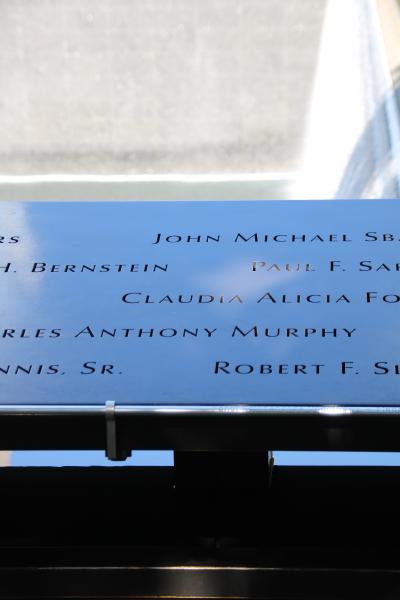 JOHN MICHAEL
H. BERNSTEIN PAUL F.
CLAUDIA ALICIA
ANTHONY MURPHY
SR.
ROBERT F.